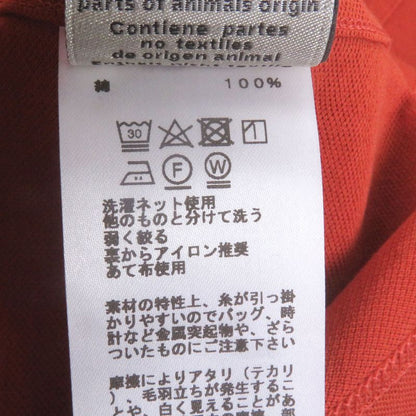 parts of animals origin
Contiene partes
no textiles
de origen animal
綿 100%
30
F W
洗濯ネット使用
他のものと分けて洗う
弱く絞る
裏からアイロン推奨
あて布使用
素材の特性上、糸が引っ掛
かりやすいのでバッグ、時
計など金属突起物や、ざら
ついたものにご注意下さい
摩擦によりアタリ（テカリ
）、毛羽立ちが発生するこ
とや、白く見えることがあ